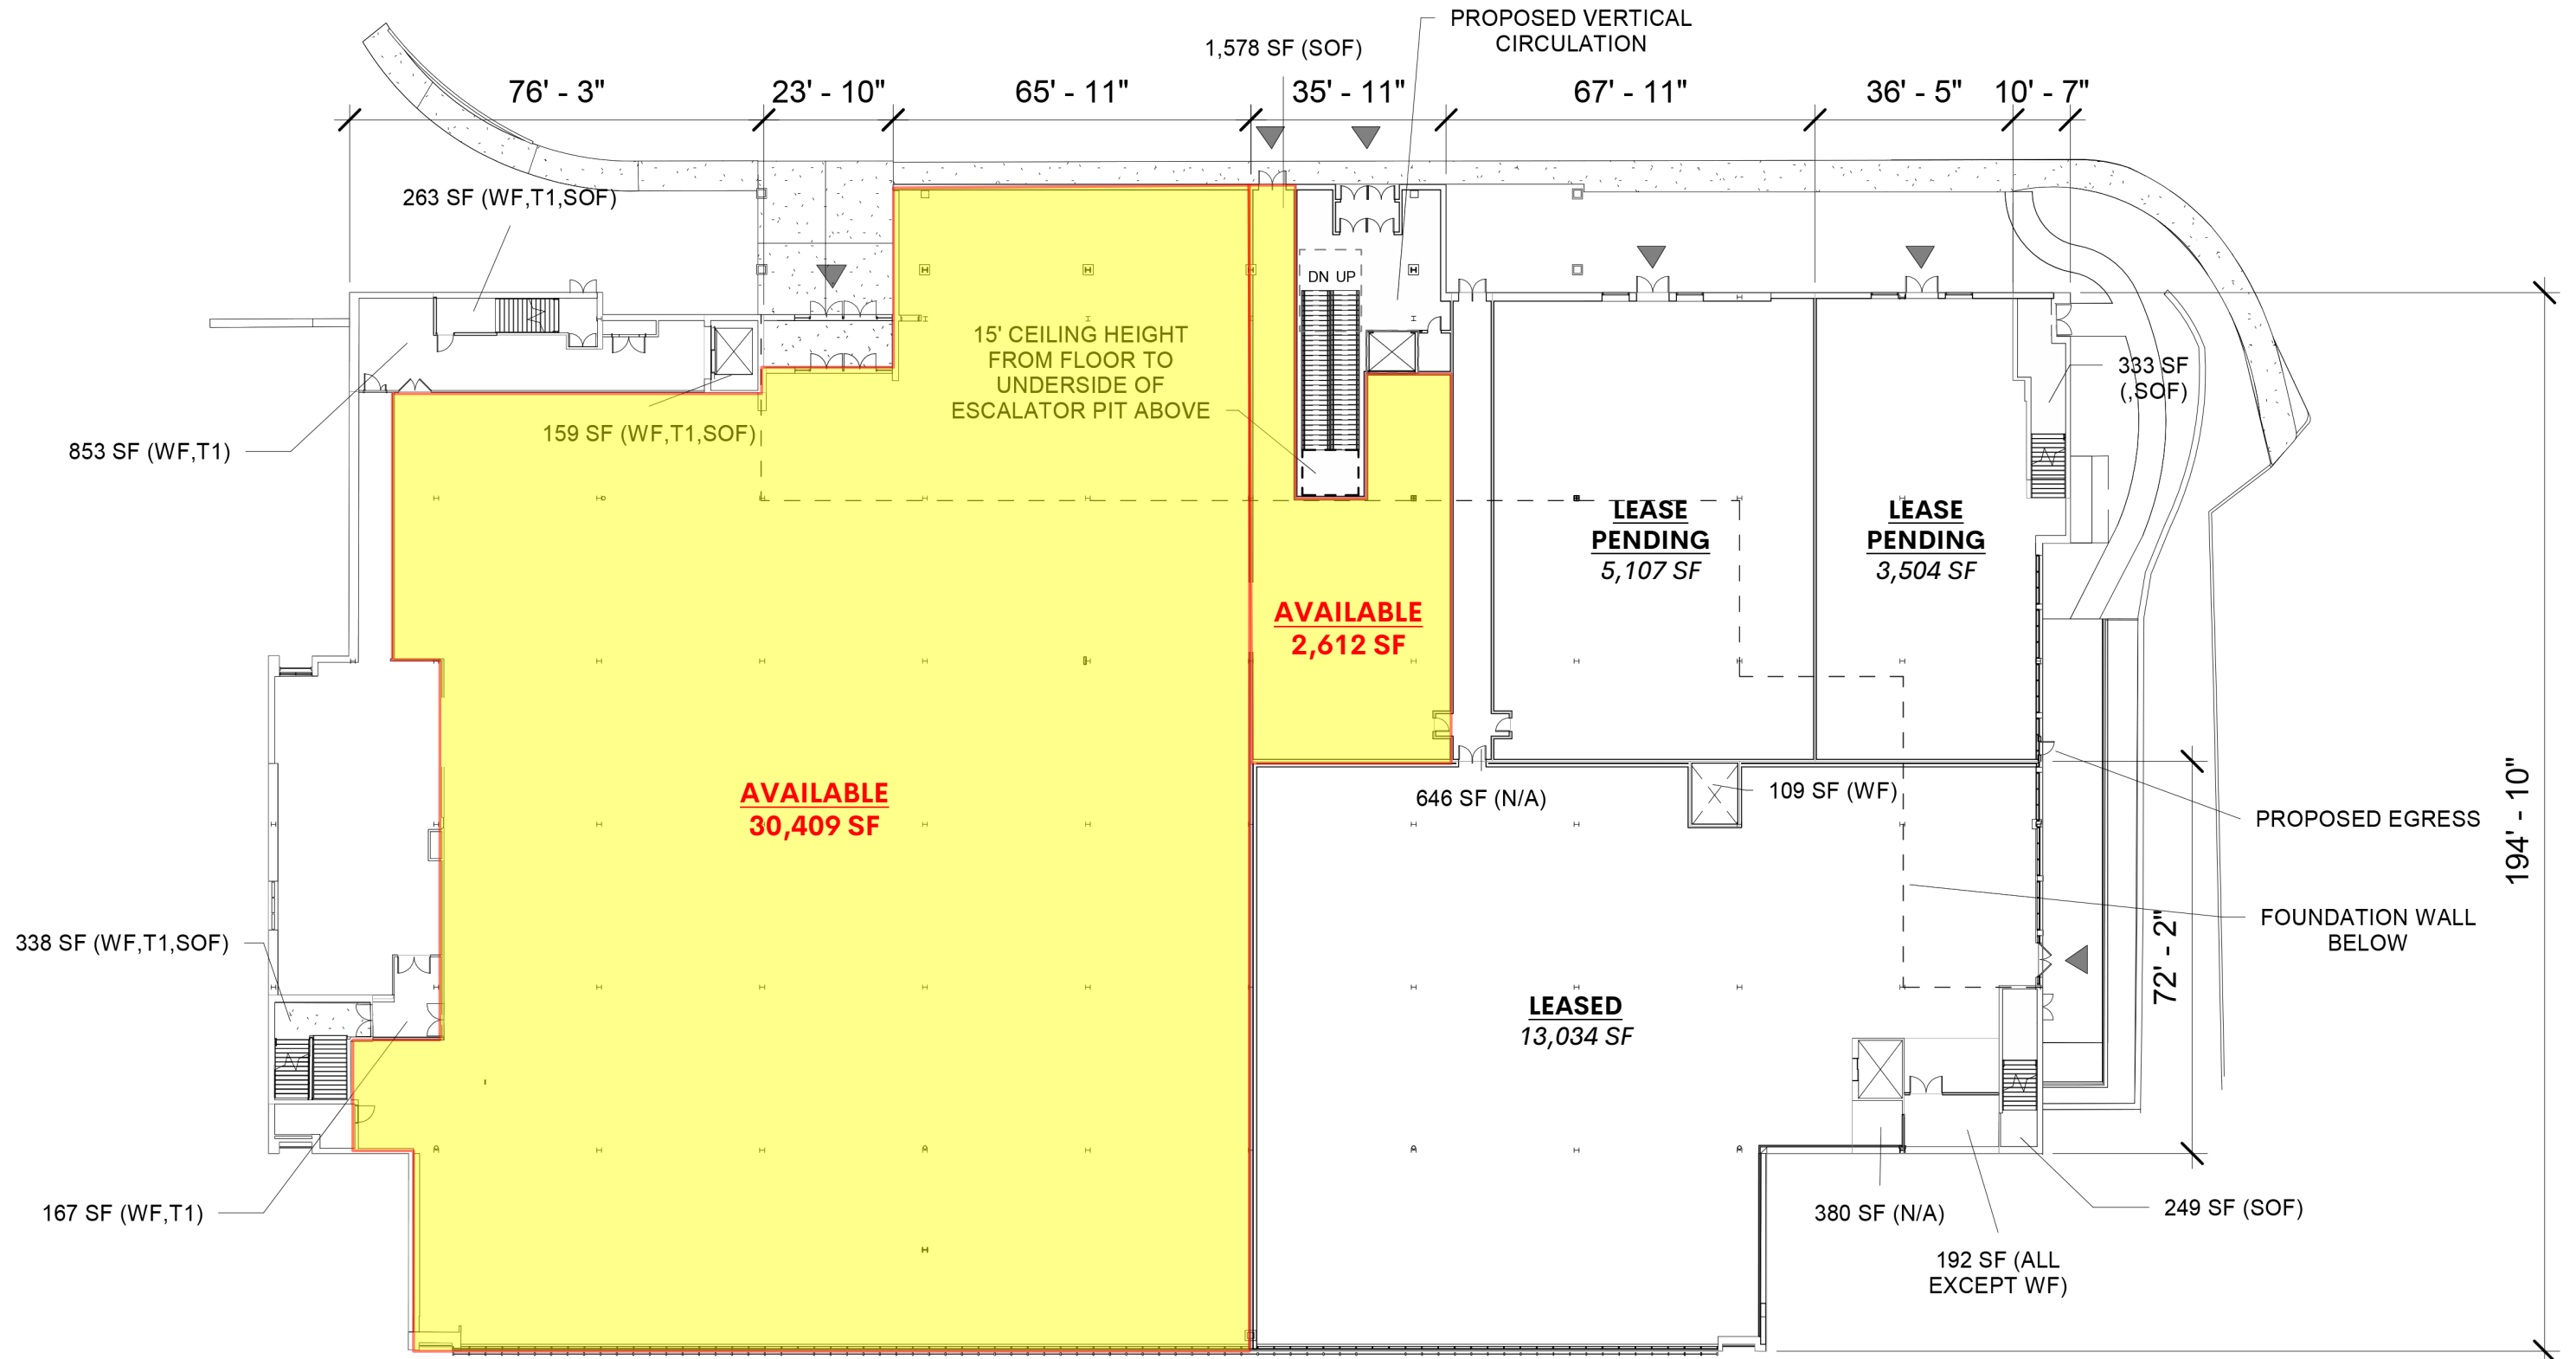 PROPOSED VERTICAL
CIRCULATION
1,578 SF (SOF)
76' - 3"
23' - 10"
65' - 11"
35' - 11"
67' - 11"
36' - 5"
10' - 7"
263 SF (WF,T1,SOF)
DN UP
15' CEILING HEIGHT
FROM FLOOR TO
UNDERSIDE OF
ESCALATOR PIT ABOVE
333 SF
(,SOF)
159 SF (WF,T1,SOF)
853 SF (WF,T1)
LEASE
PENDING
5,107 SF
LEASE
PENDING
3,504 SF
AVAILABLE
2,612 SF
AVAILABLE
30,409 SF
646 SF (N/A)
109 SF (WF)
PROPOSED EGRESS
194' - 10"
FOUNDATION WALL
BELOW
72' - 2"
338 SF (WF,T1,SOF)
LEASED
13,034 SF
167 SF (WF,T1)
380 SF (N/A)
249 SF (SOF)
192 SF (ALL
EXCEPT WF)